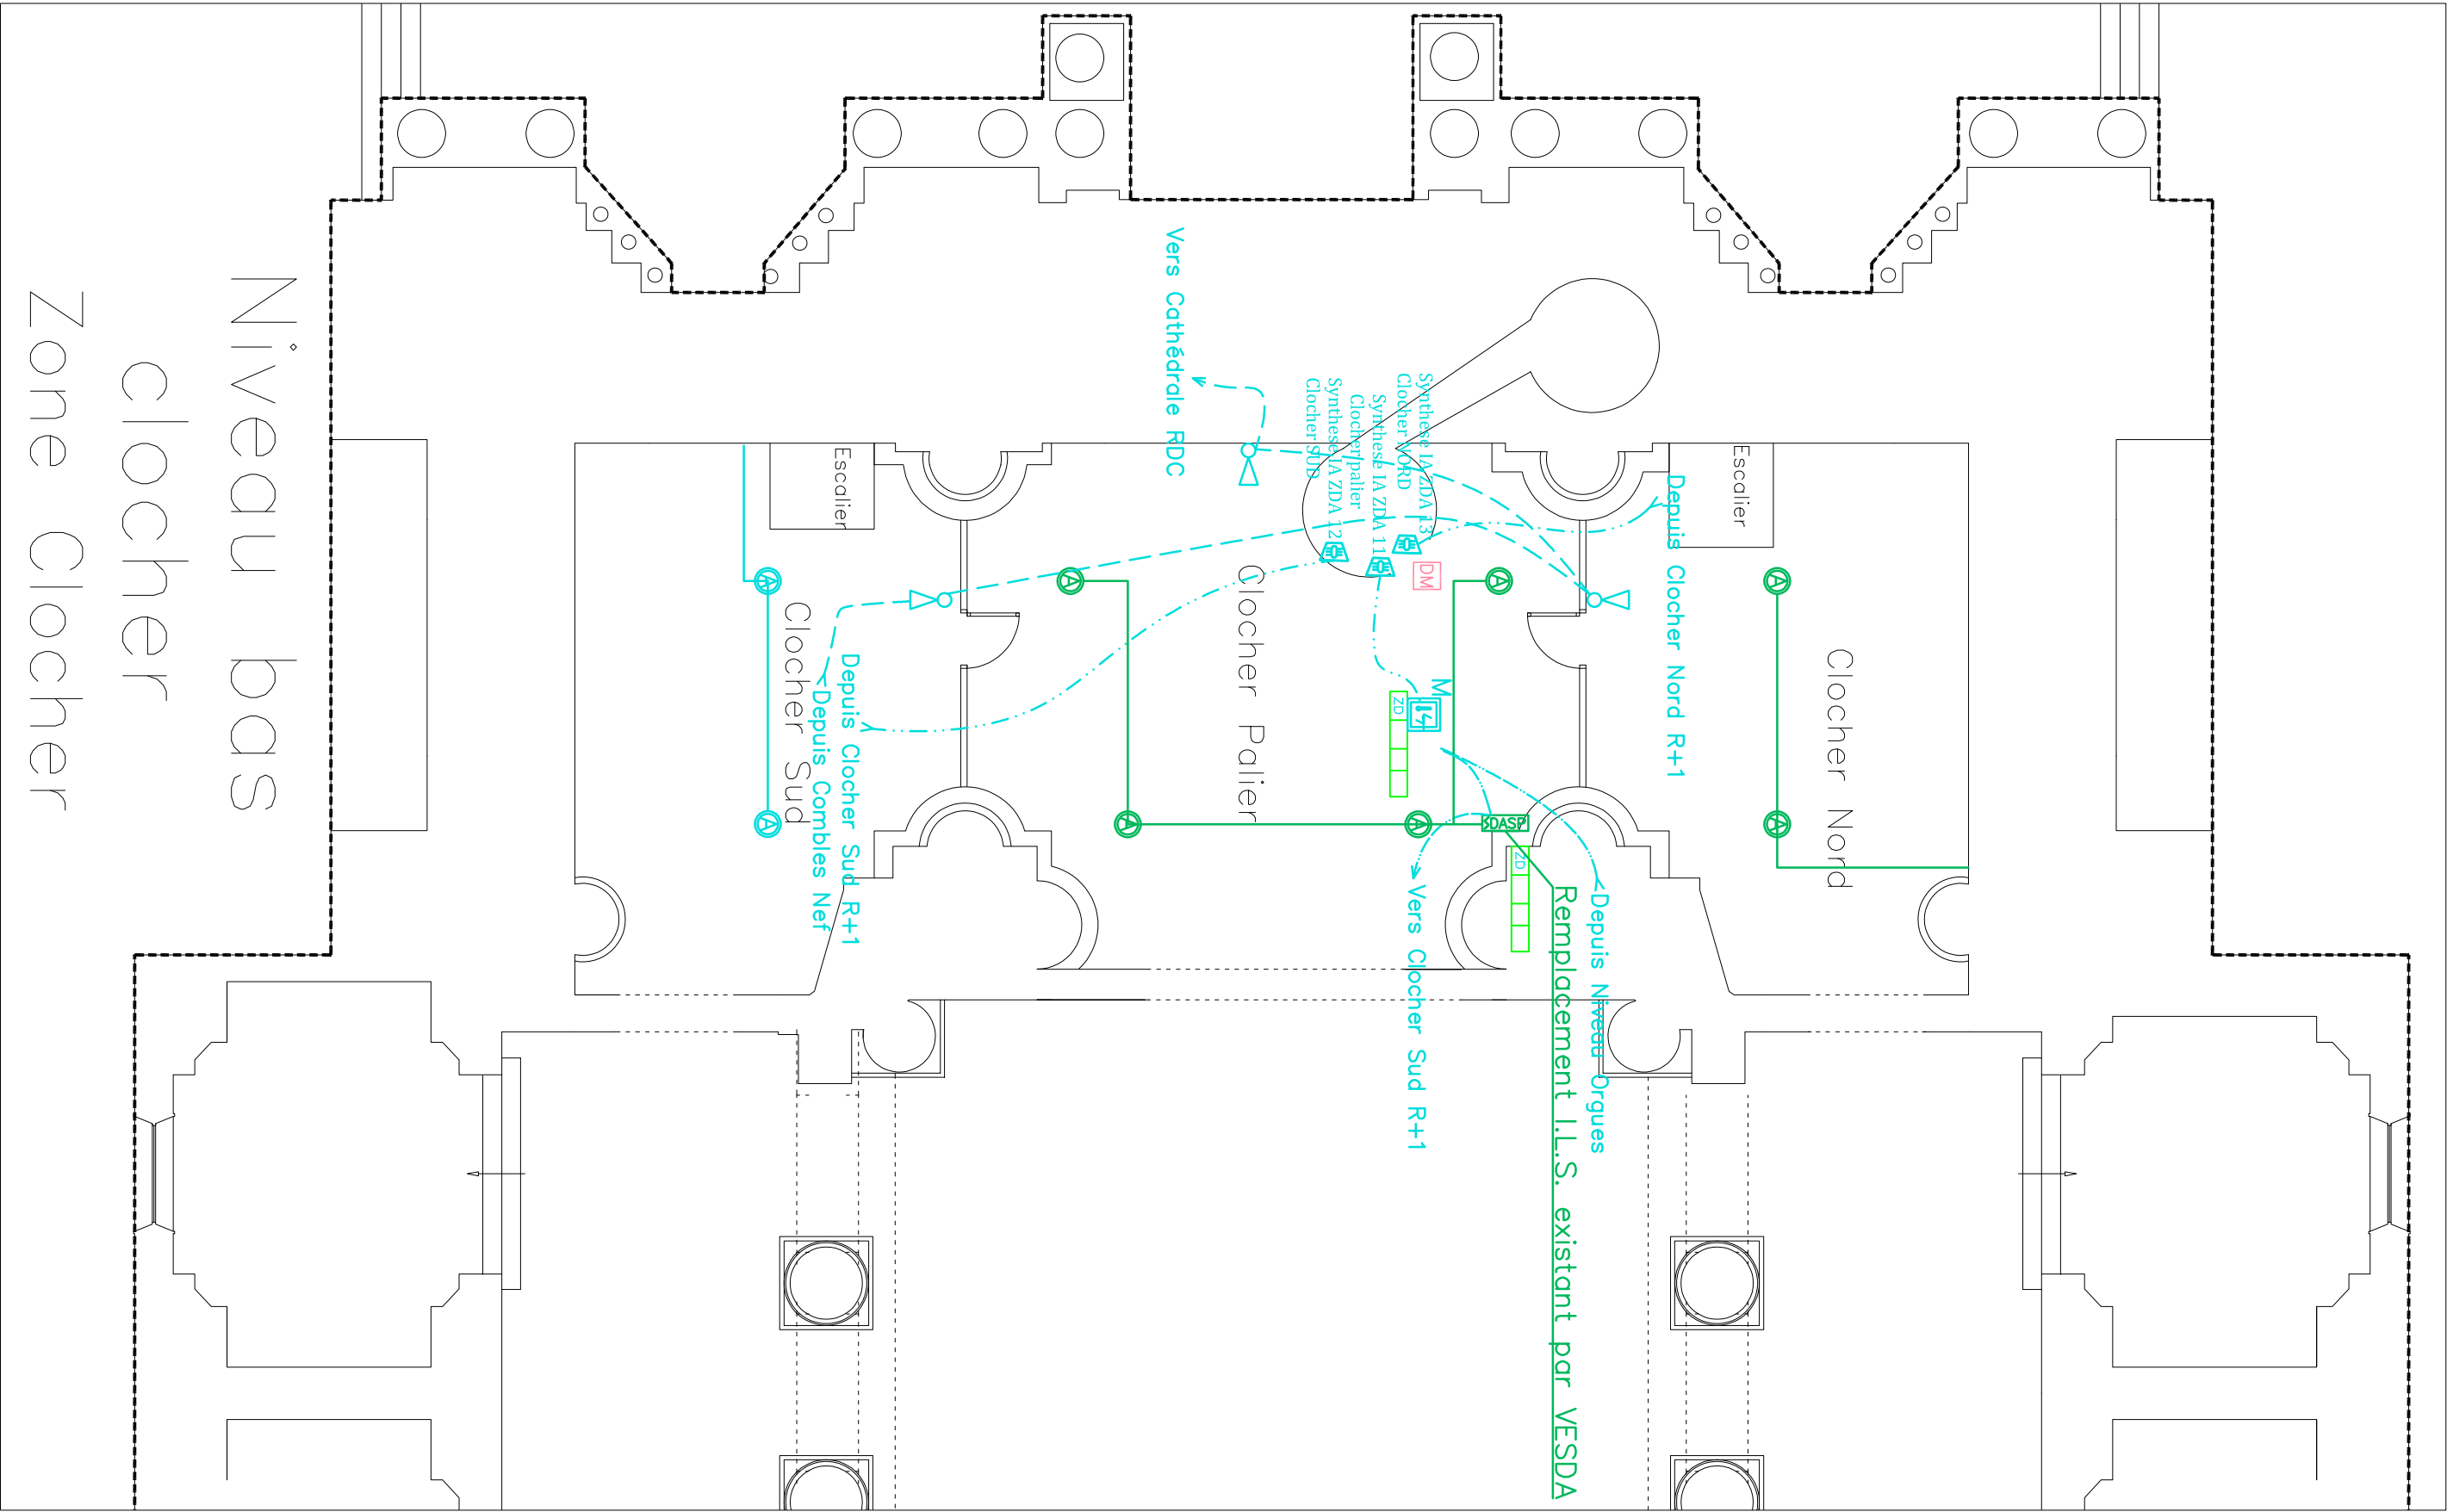 Niveau bas
clocher
Zone Clocher
Vers Cathédrale RDC
Synthese IA ZDA 13
Clocher NORD
Synthese IA ZDA 11
Clocher palier
Synthese IA ZDA 12
Clocher SUD
Escalier
Escalier
Depuis Clocher Nord R+1
Clocher Nord
Clocher Palier
Clocher Sud
Depuis Clocher Sud R+1
Depuis Combles Nef
DM
M
ZD
SDASP
ZD
A
A
A
A
A
A
A
A
Depuis Niveau Orgues
Vers Clocher Sud R+1
Remplacement I.L.S. existant par VESDA